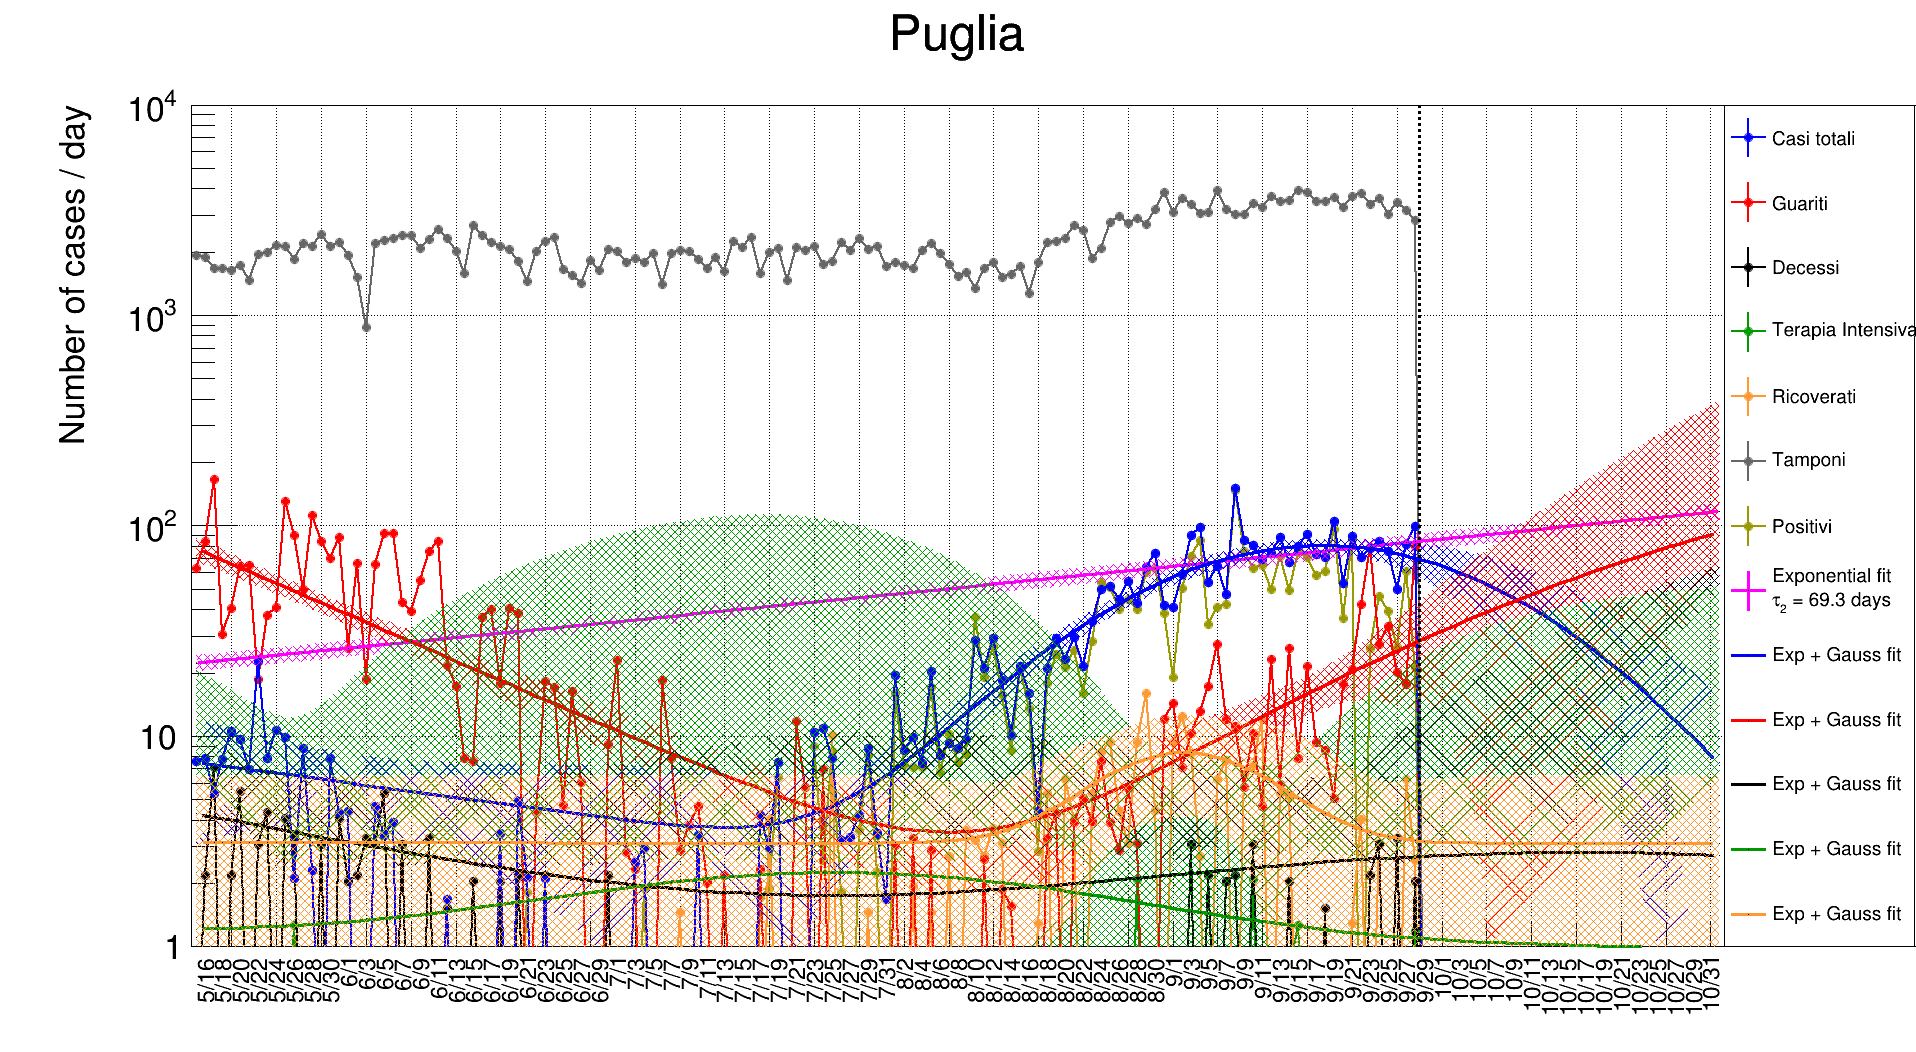 Puglia
Number of cases / day
10^4
10^3
10^2
10
1
5/16 5/18 5/20 5/22 5/24 5/26 5/28 5/30 6/1 6/3 6/5 6/7 6/9 6/11 6/13 6/15 6/17 6/19 6/21 6/23 6/25 6/27 6/29 7/1 7/3 7/5 7/7 7/9 7/11 7/13 7/15 7/17 7/19 7/21 7/23 7/25 7/27 7/29 7/31 8/2 8/4 8/6 8/8 8/10 8/12 8/14 8/16 8/18 8/20 8/22 8/24 8/26 8/28 8/30 9/1 9/3 9/5 9/7 9/9 9/11 9/13 9/15 9/17 9/19 9/21 9/23 9/25 9/27 9/29 10/1 10/3 10/5 10/7 10/9 10/11 10/13 10/15 10/17 10/19 10/21 10/23 10/25 10/27 10/29 10/31
Casi totali
Guariti
Decessi
Terapia Intensiva
Ricoverati
Tamponi
Positivi
Exponential fit
τ₂ = 69.3 days
Exp + Gauss fit
Exp + Gauss fit
Exp + Gauss fit
Exp + Gauss fit
Exp + Gauss fit